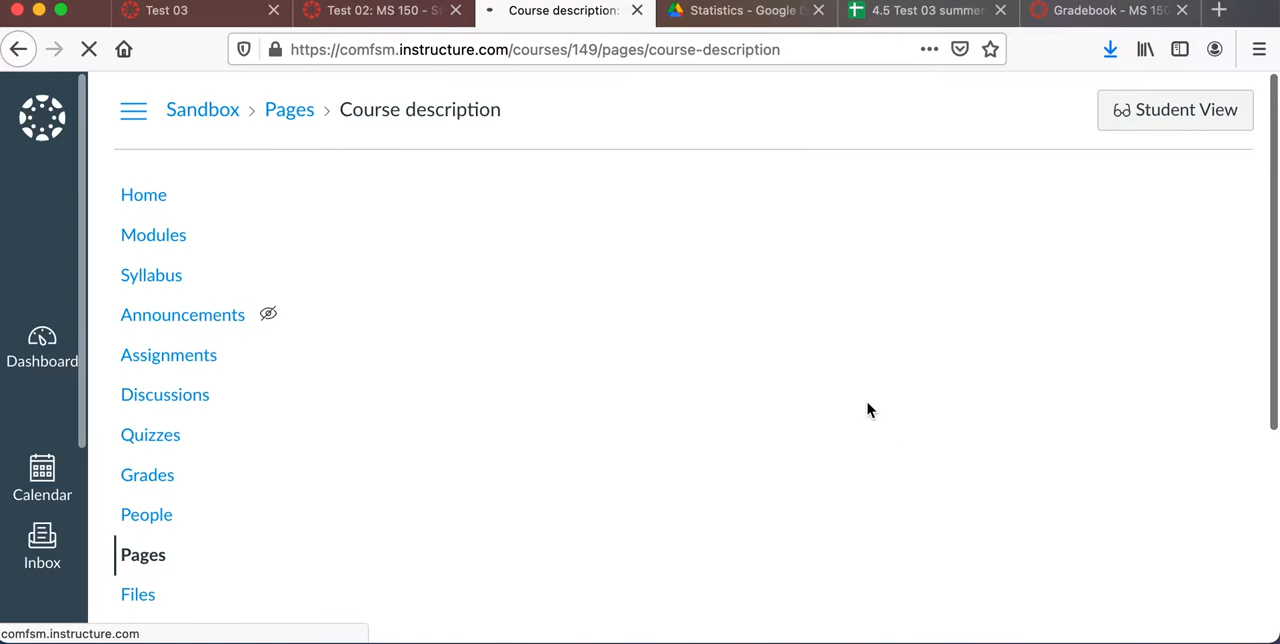 Test 03
Test 02: MS 150 - St
Course description:
Statistics - Google D
4.5 Test 03 summer
Gradebook - MS 150
https://comfsm.instructure.com/courses/149/pages/course-description
Sandbox › Pages › Course description
Student View
Home
Modules
Syllabus
Announcements
Assignments
Discussions
Quizzes
Grades
People
Pages
Files
Dashboard
Calendar
Inbox
comfsm.instructure.com